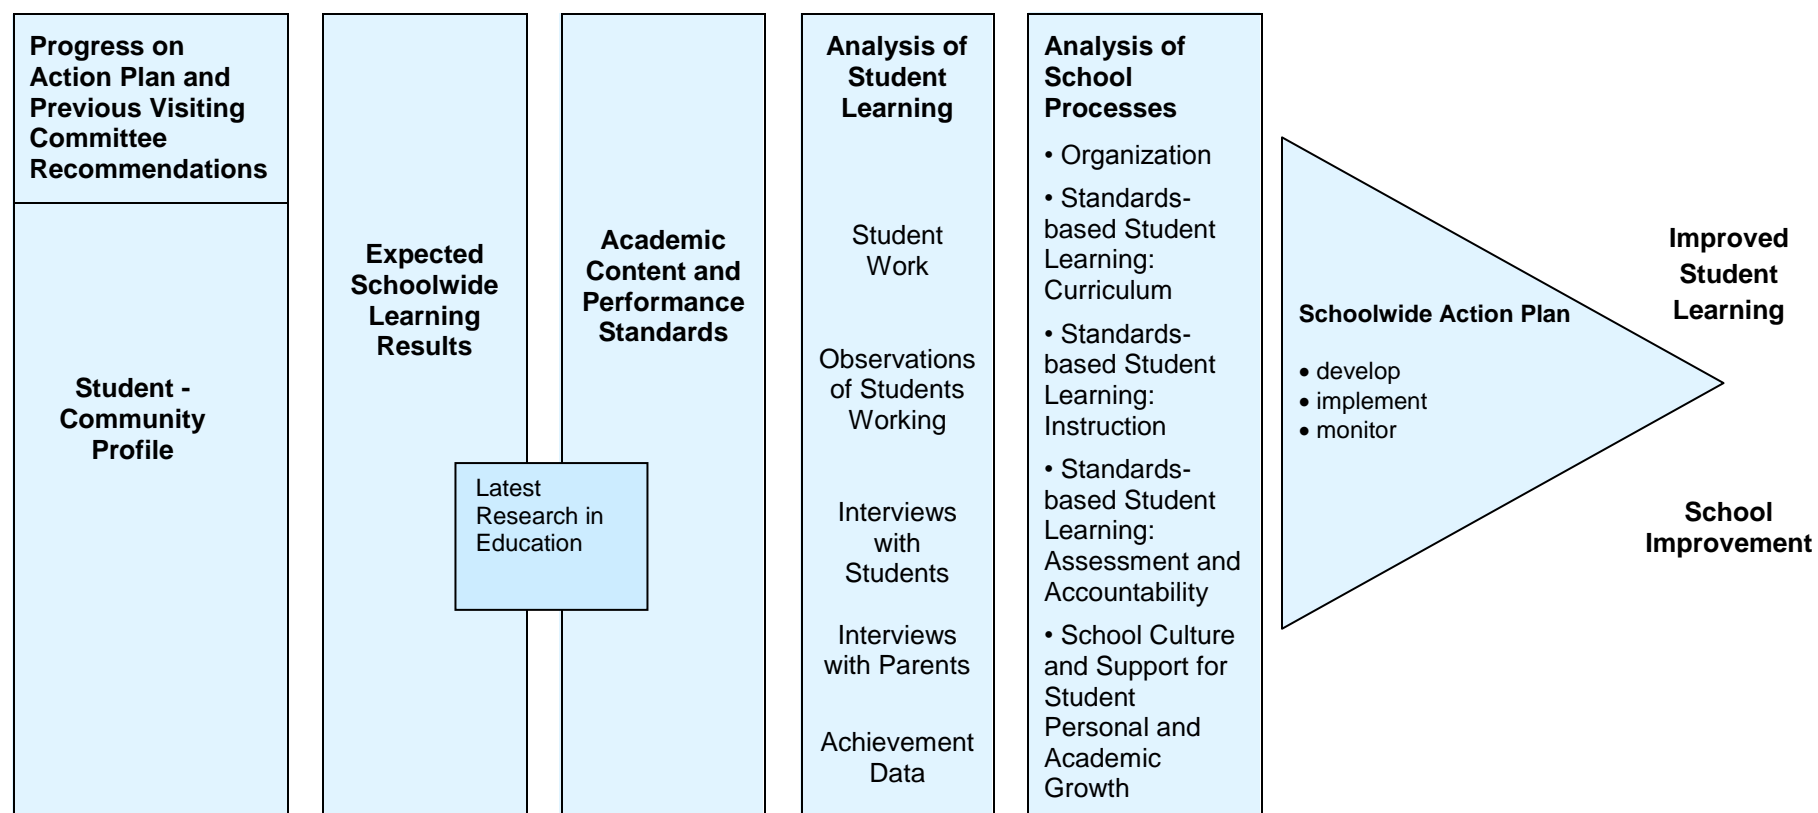 Progress on
Action Plan and
Previous Visiting
Committee
Recommendations
Student -
Community
Profile
Expected
Schoolwide
Learning
Results
Academic
Content and
Performance
Standards
Latest
Research in
Education
Analysis of
Student
Learning
Student
Work
Observations
of Students
Working
Interviews
with
Students
Interviews
with Parents
Achievement
Data
Analysis of
School
Processes
• Organization
• Standards-
based Student
Learning:
Curriculum
• Standards-
based Student
Learning:
Instruction
• Standards-
based Student
Learning:
Assessment and
Accountability
• School Culture
and Support for
Student
Personal and
Academic
Growth
Schoolwide Action Plan
• develop
• implement
• monitor
Improved
Student
Learning
School
Improvement